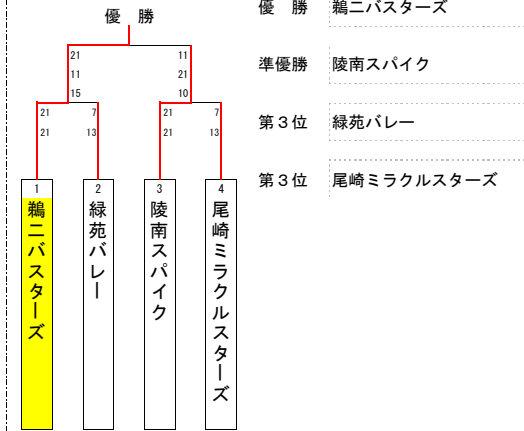 優　勝
21 11
11 21
15 10
21 7 21 7
21 13 21 13
1 2 3 4
鵜二バスターズ
緑苑バレー
陵南スパイク
尾崎ミラクルスターズ
優　勝 鵜二バスターズ
準優勝 陵南スパイク
第３位 緑苑バレー
第３位 尾崎ミラクルスターズ